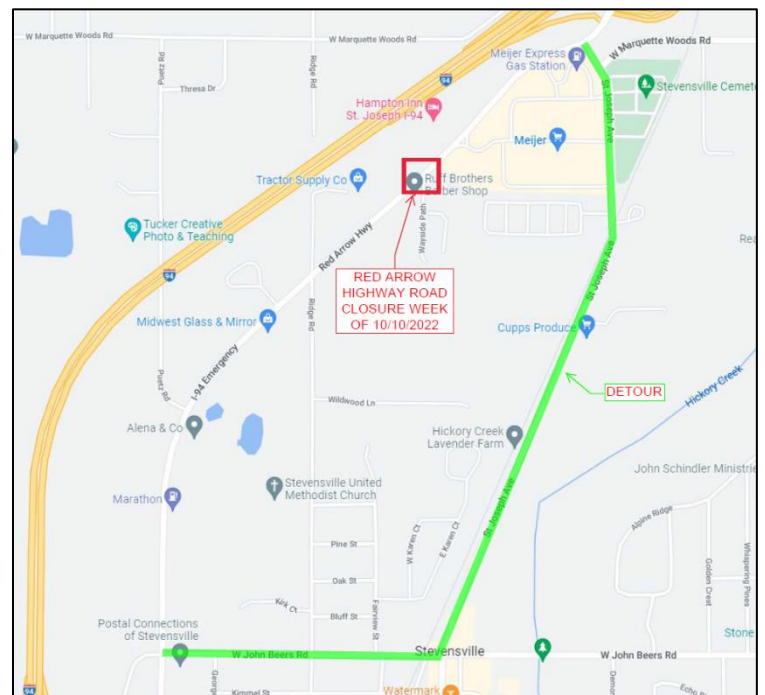 W Marquette Woods Rd
W Marquette Woods Rd
Meijer Express
Gas Station
W Marquette Woods Rd
Puetz Rd
Ridge Rd
94
Thresa Dr
Stevensville Cemet
Hampton Inn
St. Joseph I-94
St Joseph Ave
Meijer
Tractor Supply Co
Ruff Brothers
Barber Shop
Wayside Path
Tucker Creative
Photo & Teaching
Red Arrow Hwy
Rea
94
RED ARROW
HIGHWAY ROAD
CLOSURE WEEK
OF 10/10/2022
St Joseph Ave
Ridge Rd
Midwest Glass & Mirror
Cupps Produce
I-94 Emergency
Puetz Rd
DETOUR
Hickory Creek
Wildwood Ln
Alena & Co
Hickory Creek
Lavender Farm
John Schindler Ministrie
Stevensville United
Methodist Church
Marathon
St Joseph Ave
W Karen Ct
E Karen Ct
Alpine Ridge
Golden Crest
Whispering Pines
Pine St
Oak St
Kirk Ct
Bluff St
Fairview St
Postal Connections
of Stevensville
Stone
W John Beers Rd
Stevensville
W John Beers Rd
94
Georg
Kimmel St
Watermark
Demor
Echo R